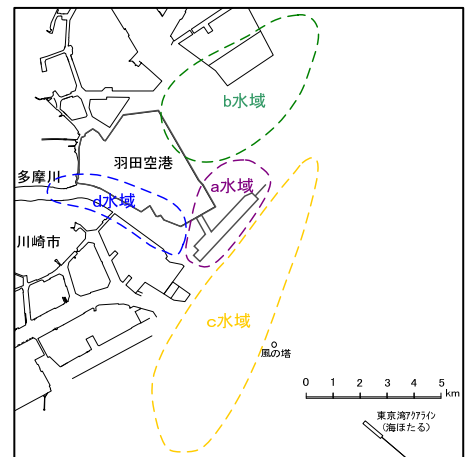 b水域
羽田空港
多摩川
a水域
d水域
川崎市
c水域
風の塔
0 1 2 3 4 5
km
東京湾アクアライン
(海ほたる)